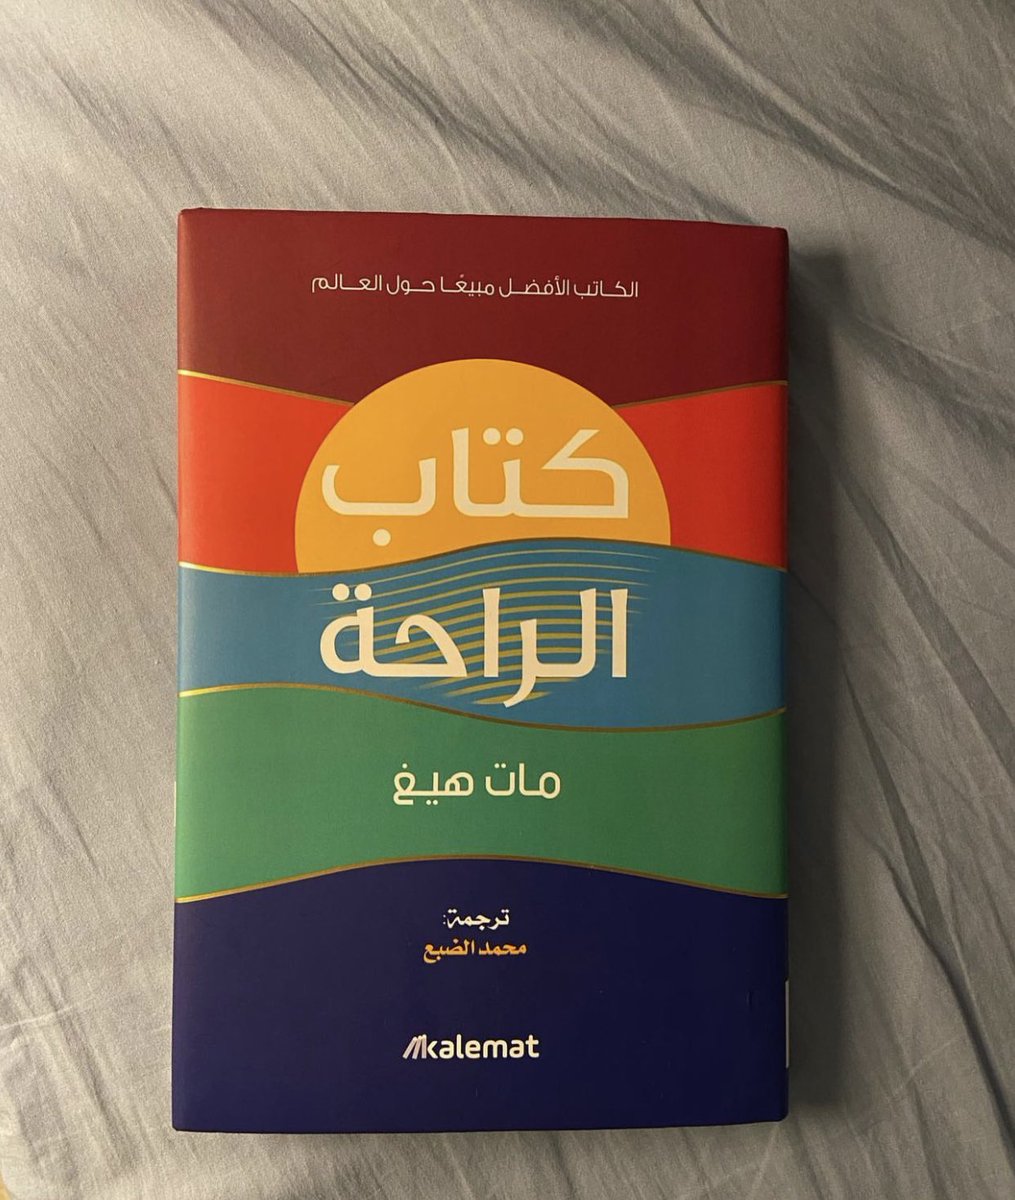 الكاتب الأفضل مبيعًا حول العالم
كتاب
الراحة
مات هيغ
ترجمة:
محمد الضبع
kalemat